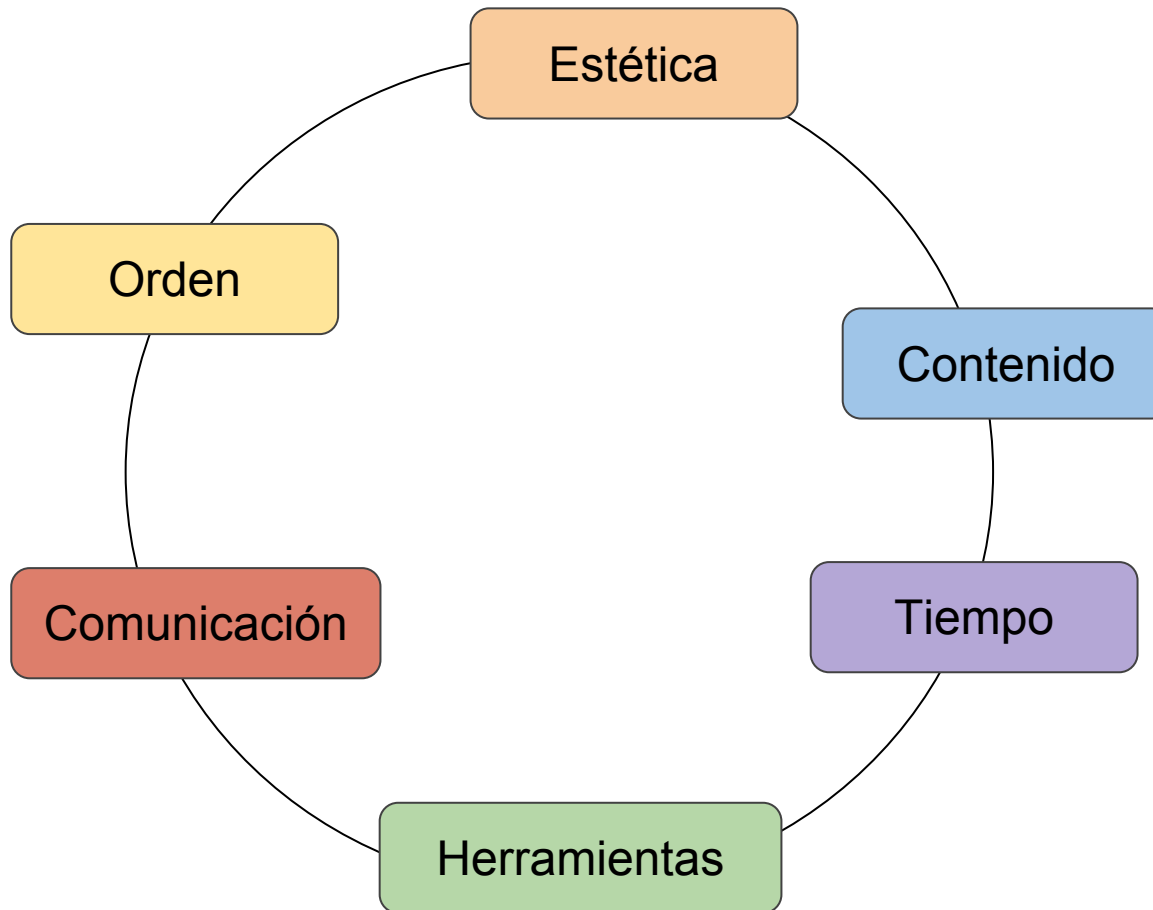 Estética
Orden
Contenido
Comunicación
Tiempo
Herramientas